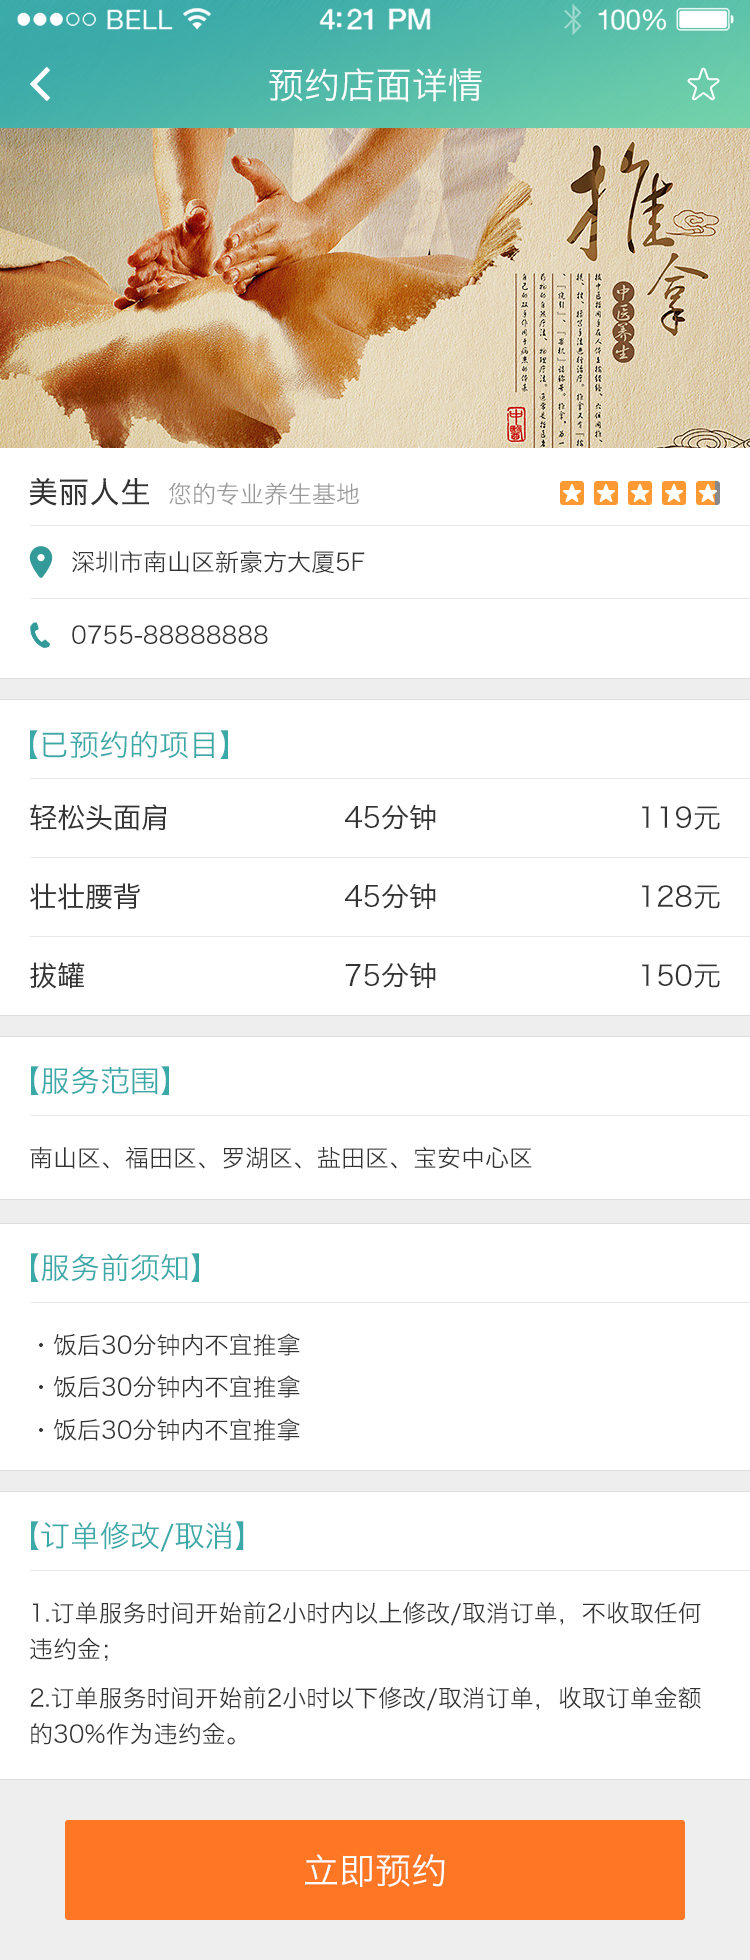 BELL 4:21 PM 100%
预约店面详情
推拿
中医养生
中醫
美丽人生 您的专业养生基地
深圳市南山区新豪方大厦5F
0755-88888888
【已预约的项目】
轻松头面肩 45分钟 119元
壮壮腰背 45分钟 128元
拔罐 75分钟 150元
【服务范围】
南山区、福田区、罗湖区、盐田区、宝安中心区
【服务前须知】
·饭后30分钟内不宜推拿
·饭后30分钟内不宜推拿
·饭后30分钟内不宜推拿
【订单修改/取消】
1.订单服务时间开始前2小时内以上修改/取消订单，不收取任何
违约金；
2.订单服务时间开始前2小时以下修改/取消订单，收取订单金额
的30%作为违约金。
立即预约